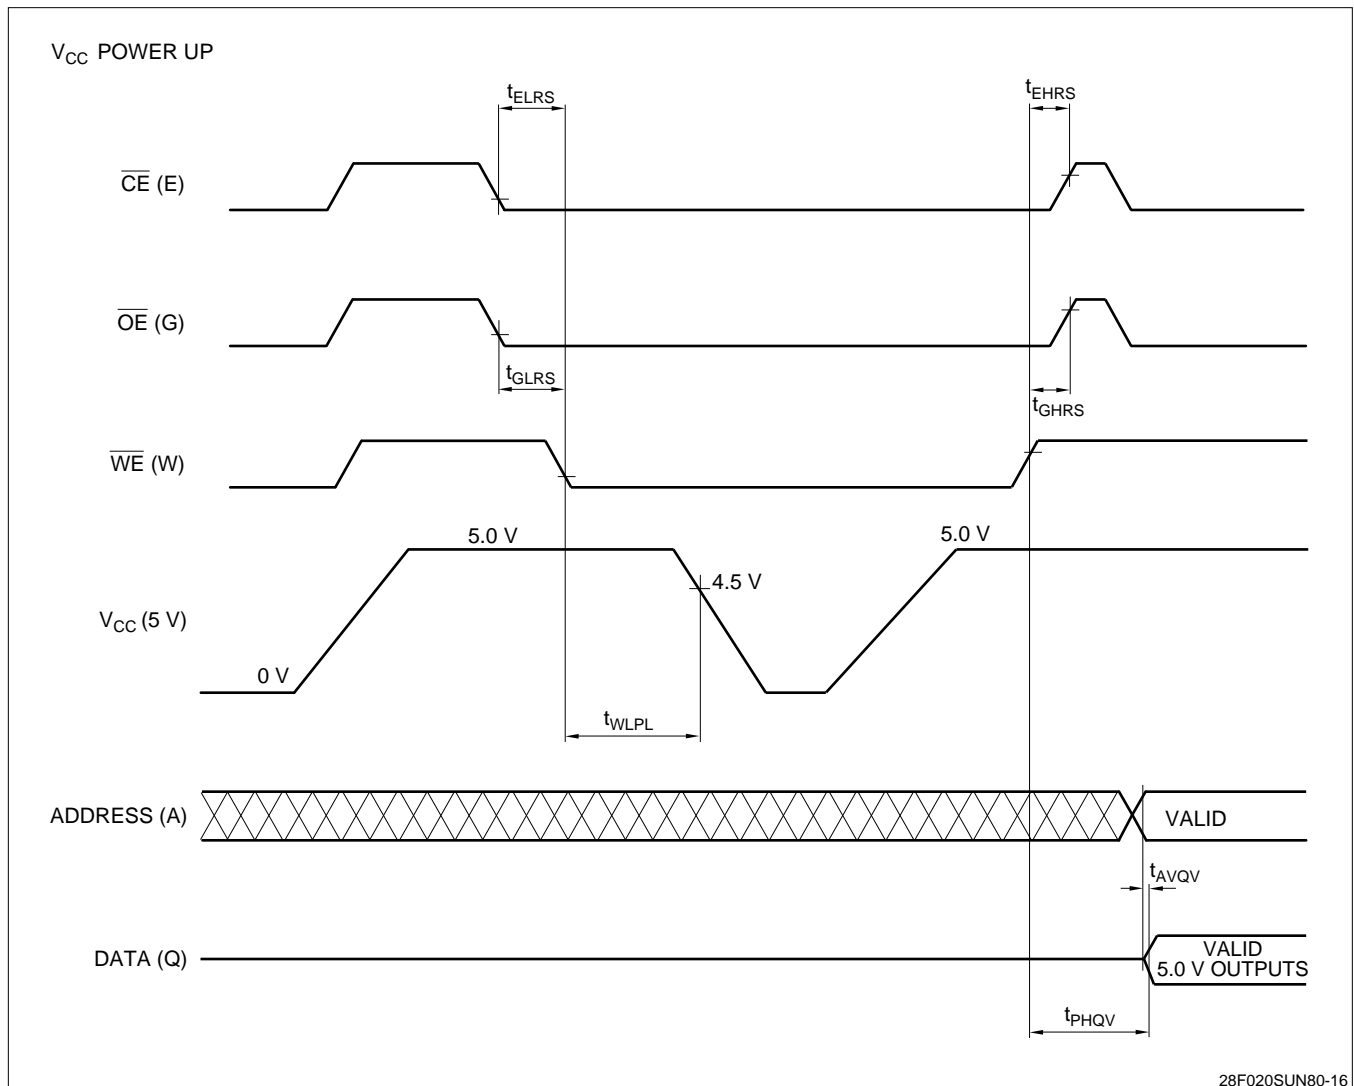 VCC POWER UP
tELRS
tEHRS
CE (E)
OE (G)
tGLRS
tGHRS
WE (W)
5.0 V
5.0 V
4.5 V
VCC (5 V)
0 V
tWLPL
ADDRESS (A)
VALID
tAVQV
DATA (Q)
VALID
5.0 V OUTPUTS
tPHQV
28F020SUN80-16